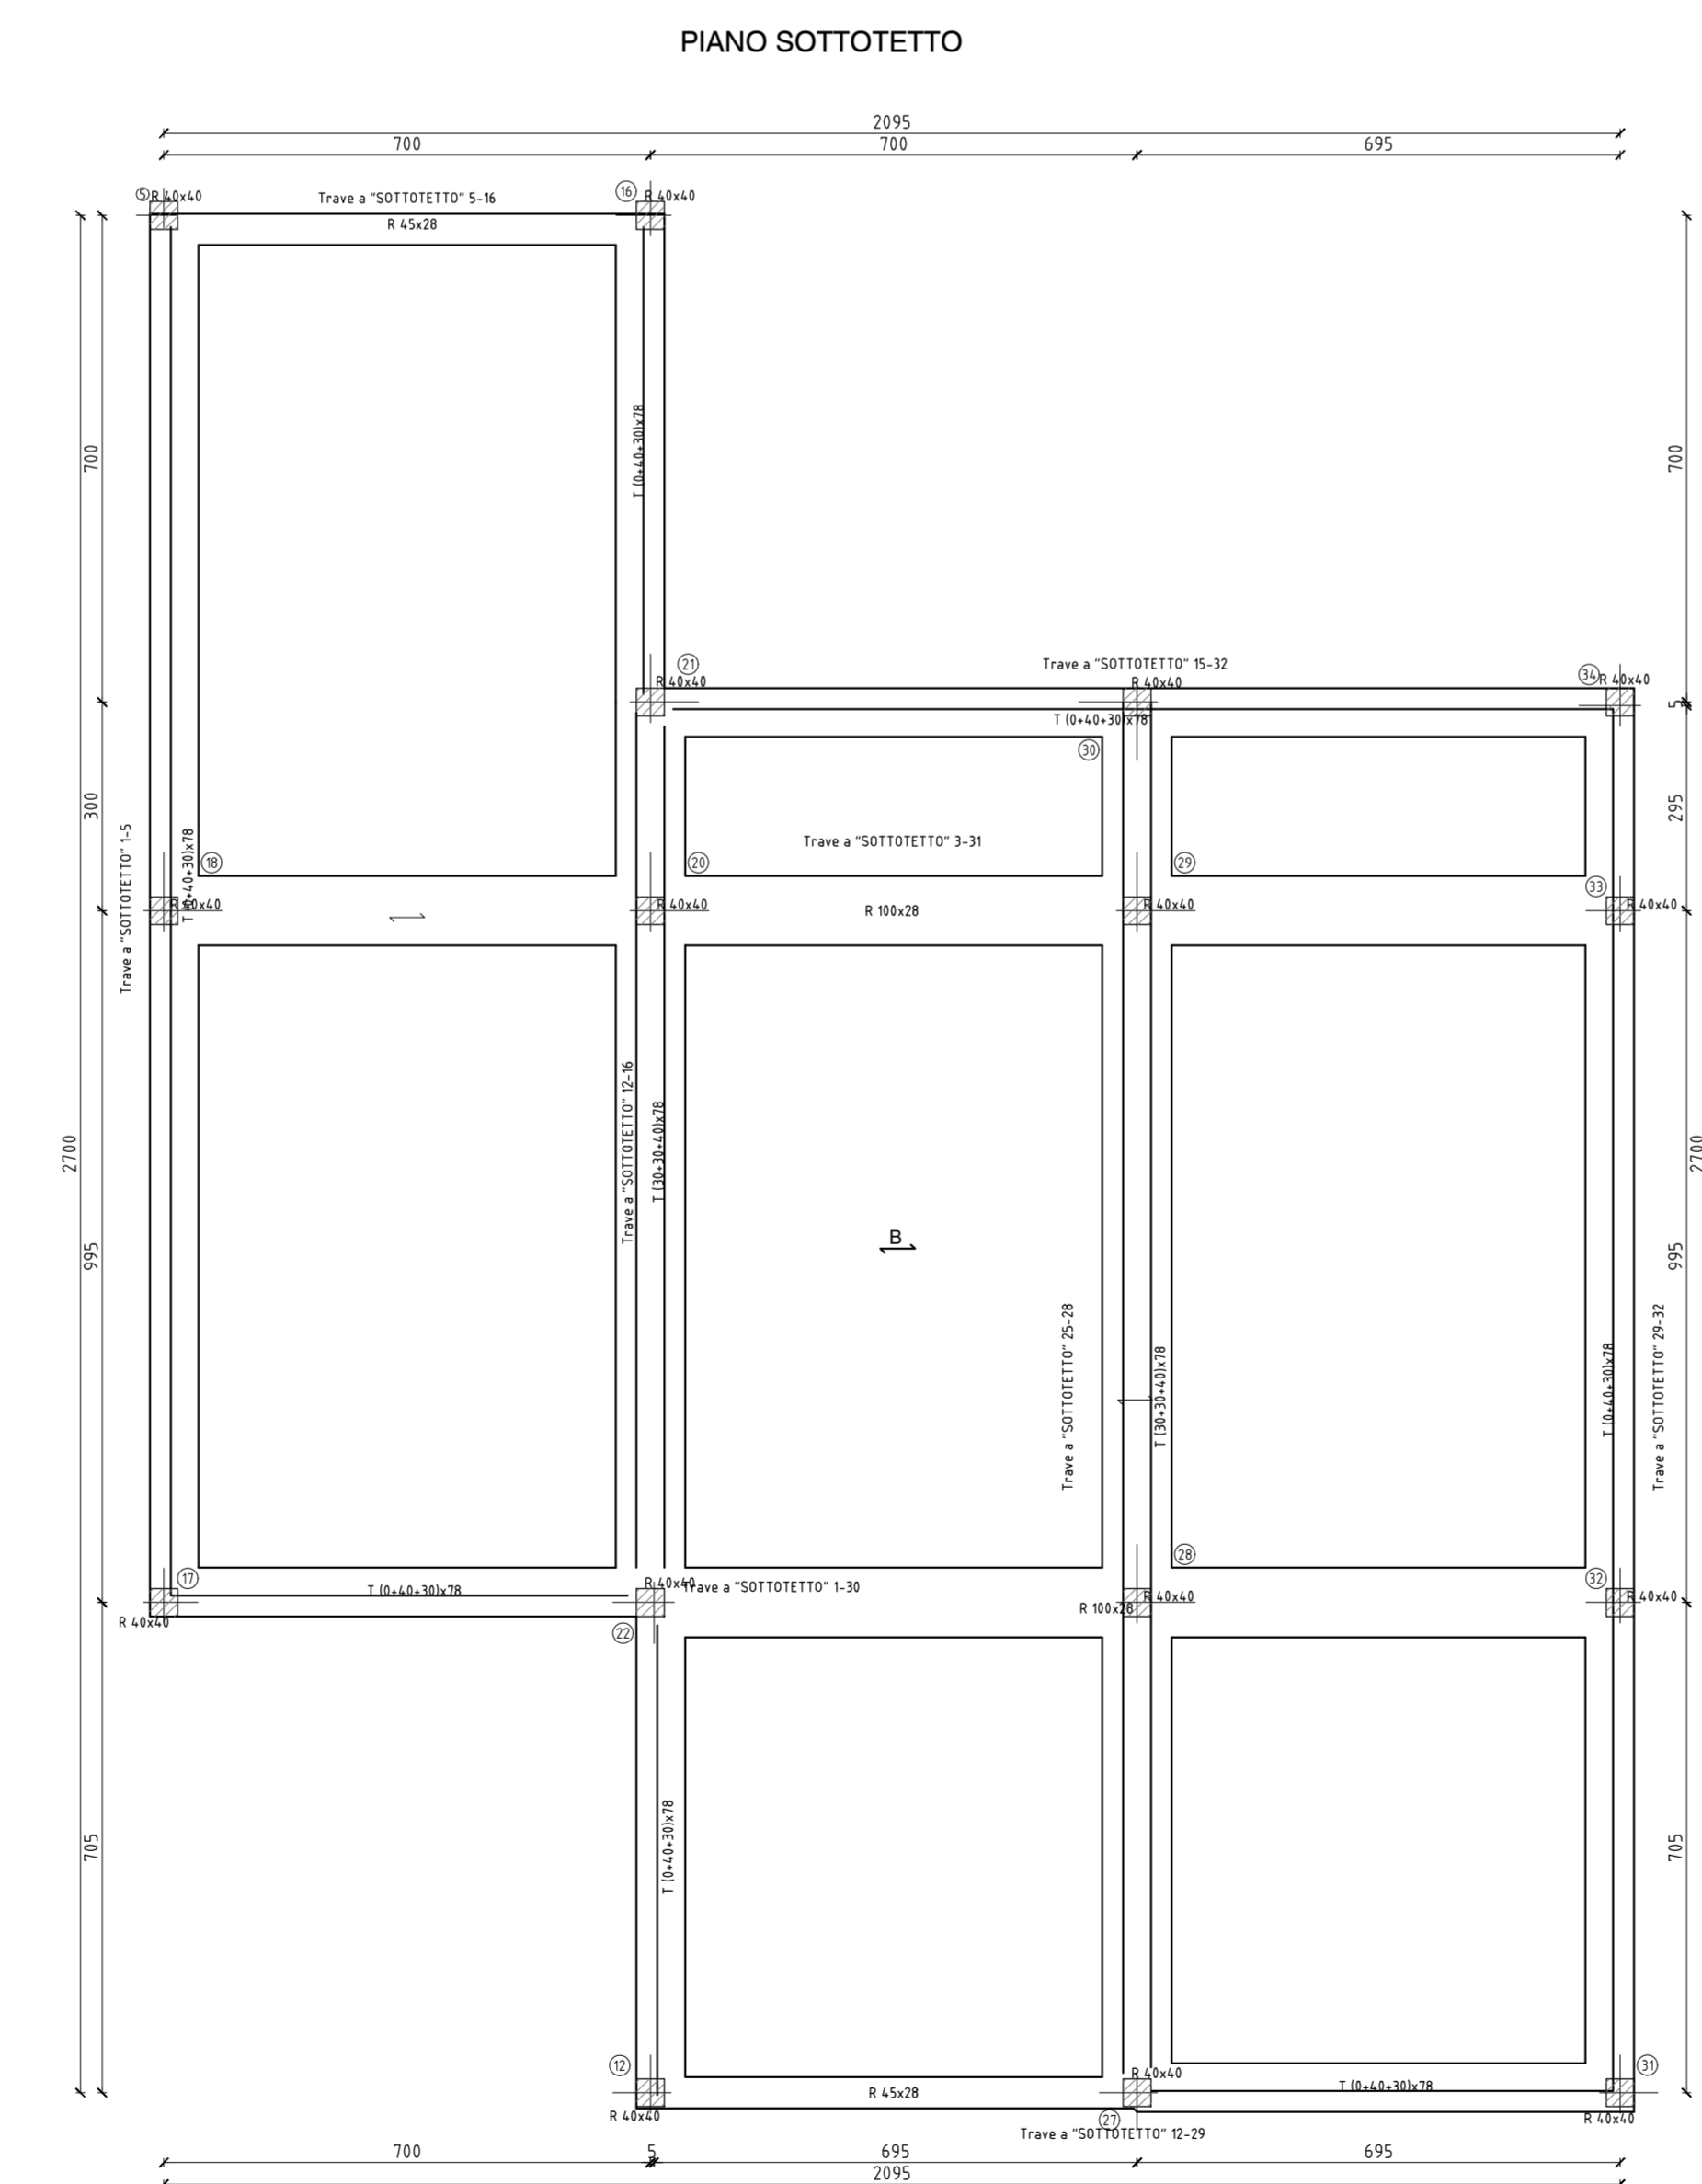 PIANO SOTTOTETTO
2095
700
700
695
5
R 40x40
Trave a "SOTTOTETTO" 5-16
R 45x28
16
R 40x40
700
T (0+40+30)x78
700
21
R 40x40
Trave a "SOTTOTETTO" 15-32
R 40x40
34
R 40x40
5
T (0+40+30)x78
30
300
295
Trave a "SOTTOTETTO" 3-31
Trave a "SOTTOTETTO" 1-5
T (0+40+30)x78
18
20
29
33
R 40x40
R 40x40
R 100x28
R 40x40
R 40x40
2700
995
Trave a "SOTTOTETTO" 12-16
T (30+30+40)x78
B
Trave a "SOTTOTETTO" 25-28
T (30+30+40)x78
T (0+40+30)x78
Trave a "SOTTOTETTO" 29-32
995
2700
28
17
T (0+40+30)x78
R 40x40
Trave a "SOTTOTETTO" 1-30
32
R 40x40
R 100x28
R 40x40
R 40x40
22
705
T (0+40+30)x78
705
12
R 40x40
31
R 45x28
T (0+40+30)x78
R 40x40
27
R 40x40
Trave a "SOTTOTETTO" 12-29
700
5
695
695
2095